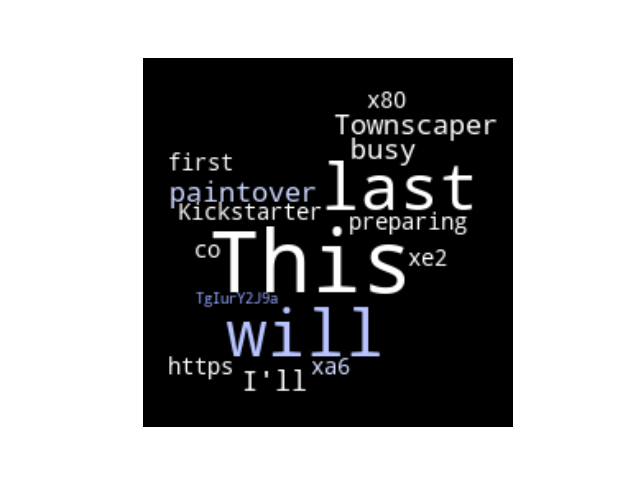 x80
Townscaper
busy
first
last
paintover
Kickstarter
preparing
This
co
xe2
TgIurY2J9a
will
https
xa6
I'll